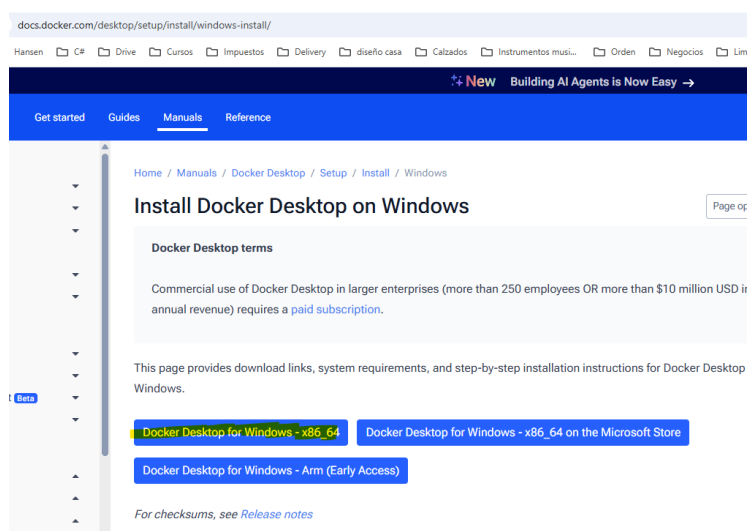 docs.docker.com/desktop/setup/install/windows-install/
Hansen C# Drive Cursos Impuestos Delivery diseño casa Calzados Instrumentos musi... Orden Negocios Lim
New Building AI Agents is Now Easy →
Get started Guides Manuals Reference
Home / Manuals / Docker Desktop / Setup / Install / Windows
Install Docker Desktop on Windows
Page op
Docker Desktop terms
Commercial use of Docker Desktop in larger enterprises (more than 250 employees OR more than $10 million USD in
annual revenue) requires a paid subscription.
This page provides download links, system requirements, and step-by-step installation instructions for Docker Desktop
Windows.
t Beta
Docker Desktop for Windows - x86_64 Docker Desktop for Windows - x86_64 on the Microsoft Store
Docker Desktop for Windows - Arm (Early Access)
For checksums, see Release notes